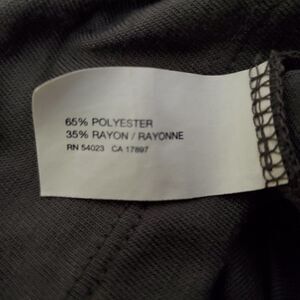 65% POLYESTER
35% RAYON / RAYONNE
RN 54023 CA 17897